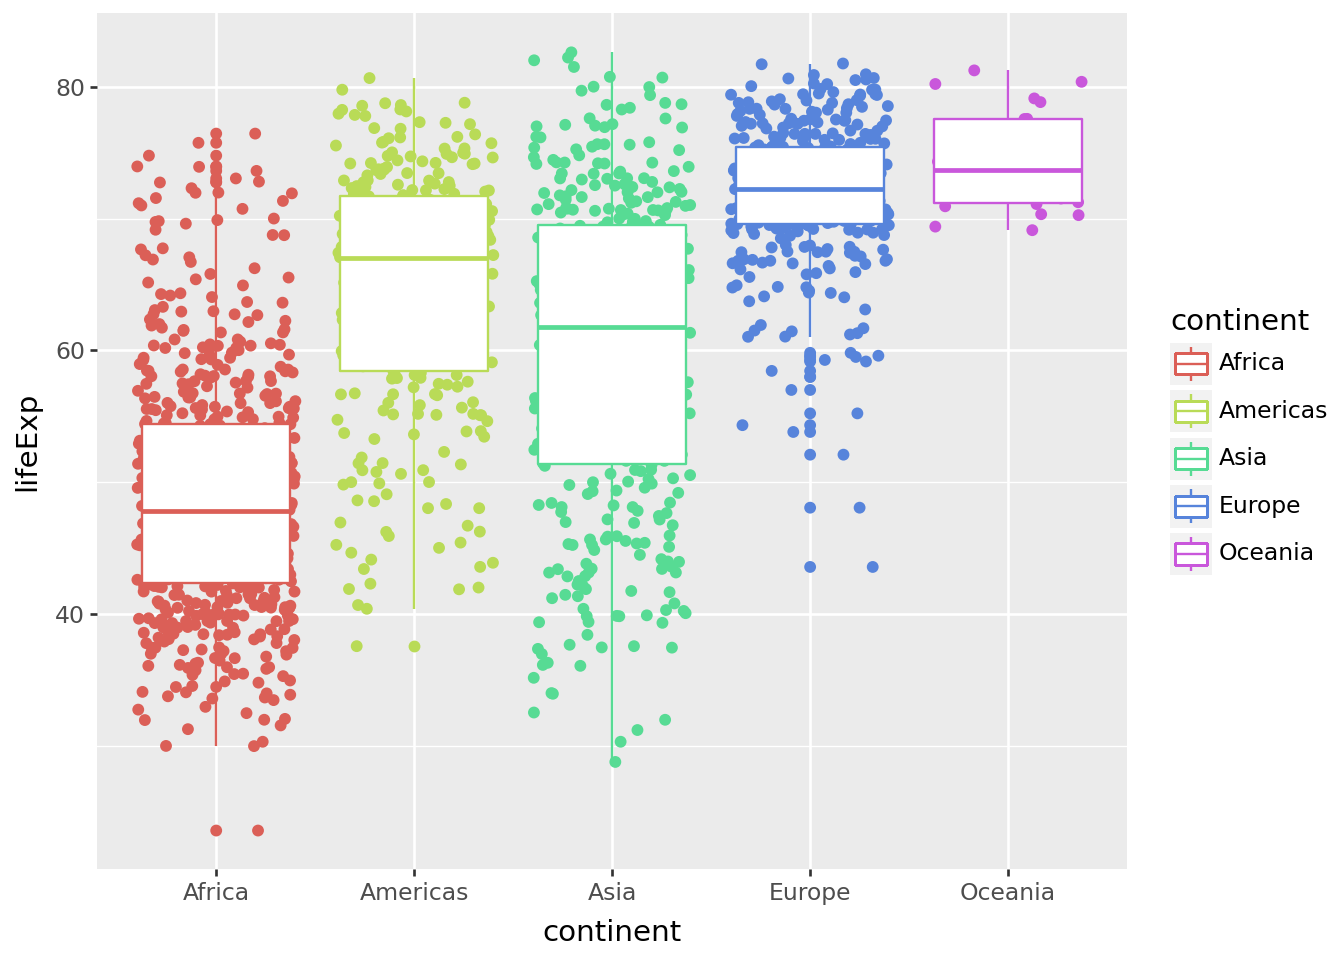 80
60
40
lifeExp
Africa
Americas
Asia
Europe
Oceania
continent
continent
Africa
Americas
Asia
Europe
Oceania